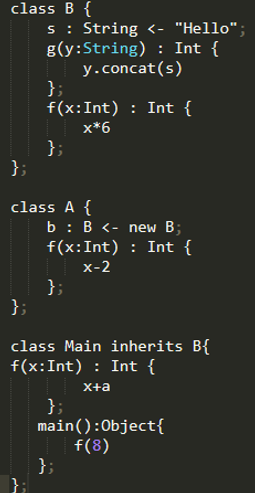 class B {
s : String <- "Hello";
g(y:String) : Int {
y.concat(s)
};
f(x:Int) : Int {
x*6
};
};
class A {
b : B <- new B;
f(x:Int) : Int {
x-2
};
};
class Main inherits B{
f(x:Int) : Int {
x+a
};
main():Object{
f(8)
};
};